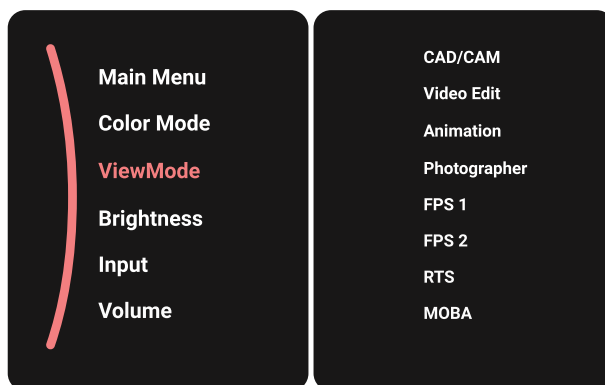 Main Menu
Color Mode
ViewMode
Brightness
Input
Volume
CAD/CAM
Video Edit
Animation
Photographer
FPS 1
FPS 2
RTS
MOBA